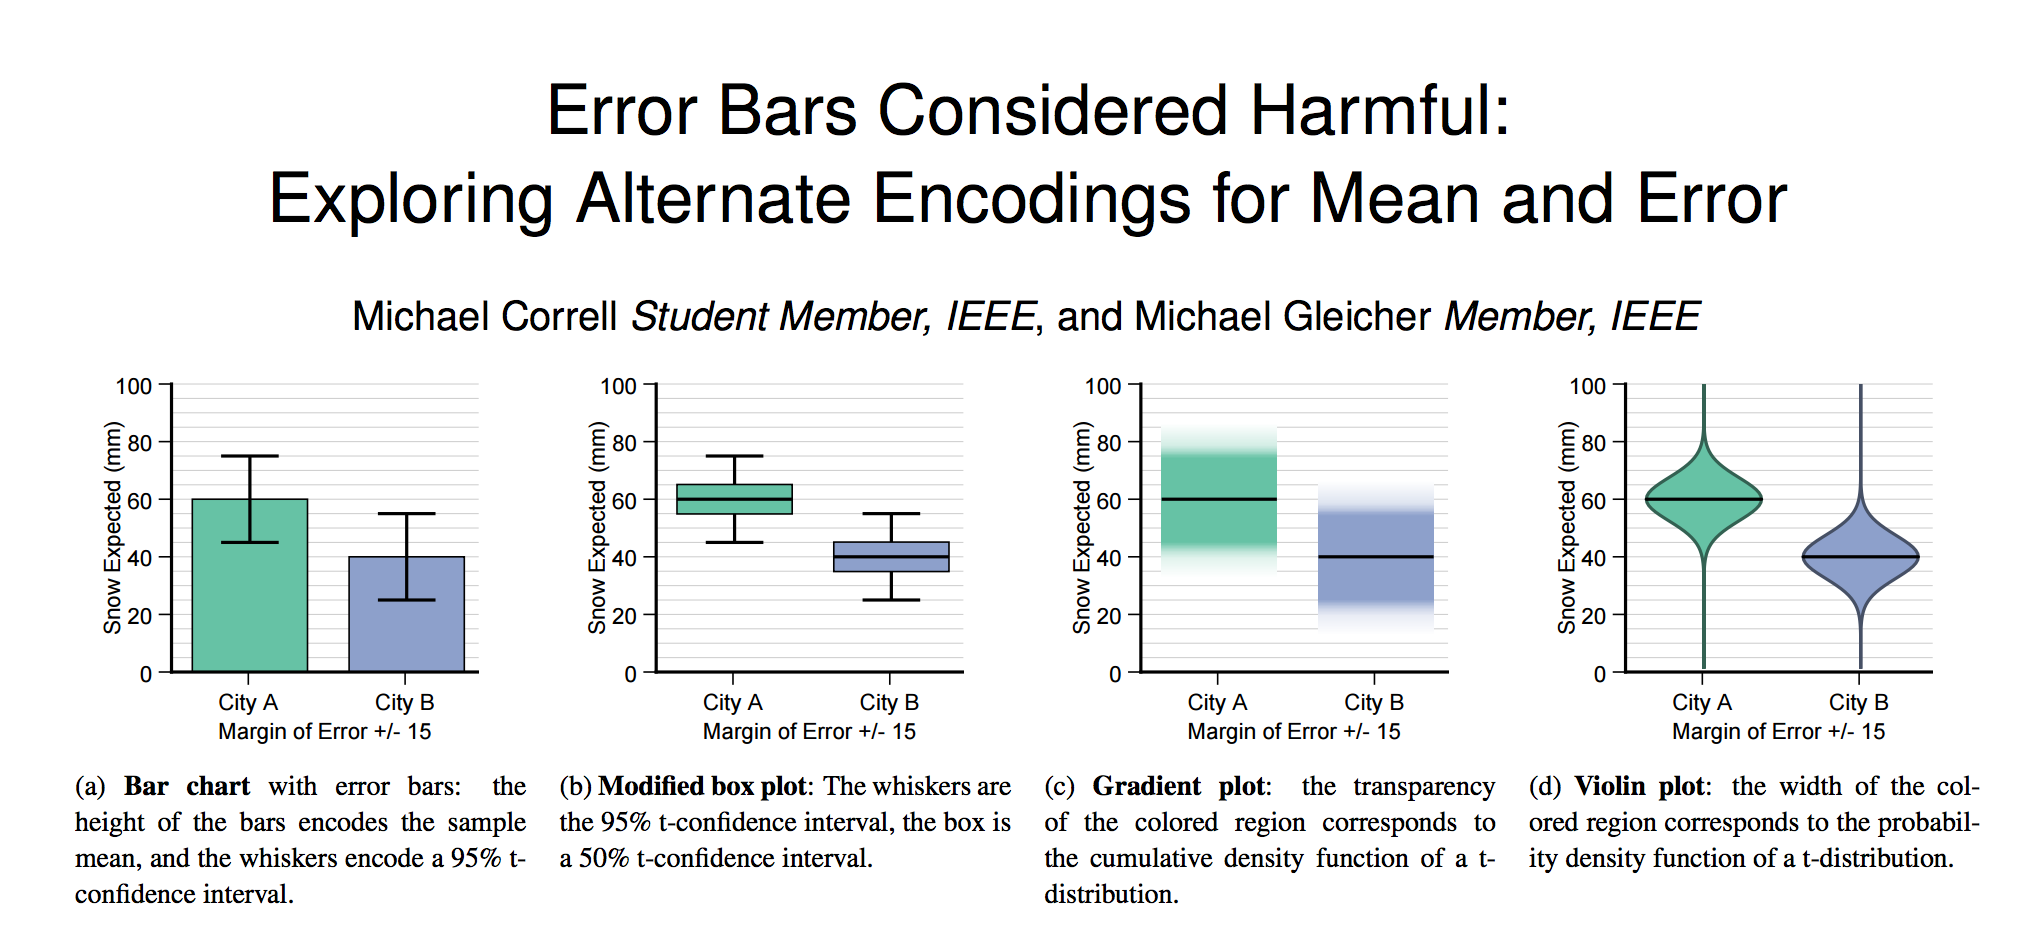 Error Bars Considered Harmful:
Exploring Alternate Encodings for Mean and Error
Michael Correll Student Member, IEEE, and Michael Gleicher Member, IEEE
100
80
60
40
20
0
Snow Expected (mm)
City A City B
Margin of Error +/- 15
100
80
60
40
20
0
Snow Expected (mm)
City A City B
Margin of Error +/- 15
100
80
60
40
20
0
Snow Expected (mm)
City A City B
Margin of Error +/- 15
100
80
60
40
20
0
Snow Expected (mm)
City A City B
Margin of Error +/- 15
(a) Bar chart with error bars: the
height of the bars encodes the sample
mean, and the whiskers encode a 95% t-
confidence interval.
(b) Modified box plot: The whiskers are
the 95% t-confidence interval, the box is
a 50% t-confidence interval.
(c) Gradient plot: the transparency
of the colored region corresponds to
the cumulative density function of a t-
distribution.
(d) Violin plot: the width of the col-
ored region corresponds to the probabil-
ity density function of a t-distribution.